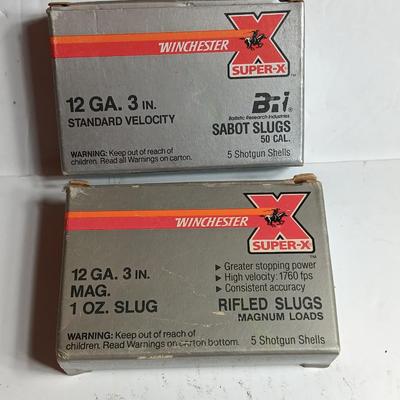 WINCHESTER
X
SUPER-X
12 GA. 3 IN.
STANDARD VELOCITY
BRI
Ballistic Research Industries
SABOT SLUGS
50 CAL.
WARNING: Keep out of reach of
children. Read all Warnings on carton.
5 Shotgun Shells
WINCHESTER
X
SUPER-X
TM
12 GA. 3 IN.
MAG.
1 OZ. SLUG
▸ Greater stopping power
▸ High velocity: 1760 fps
▸ Consistent accuracy
RIFLED SLUGS
MAGNUM LOADS
WARNING: Keep out of reach of
children. Read Warnings on carton bottom.
5 Shotgun Shells